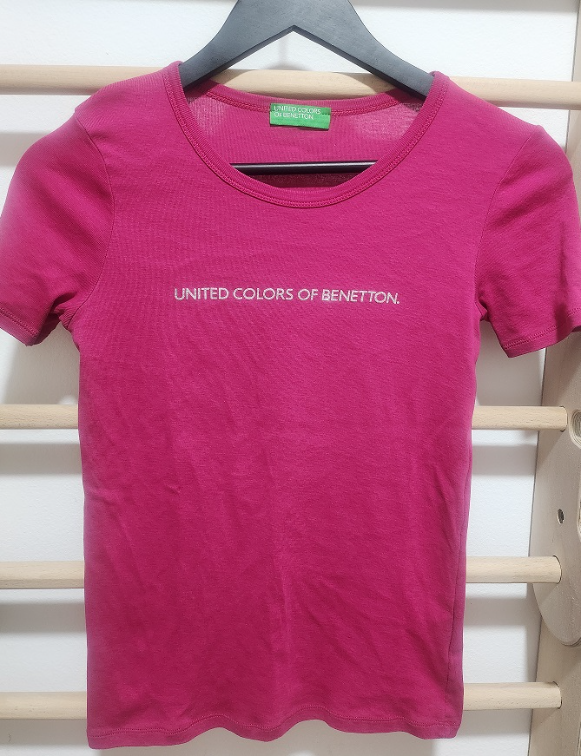 UNITED COLORS
OF BENETTON
UNITED COLORS OF BENETTON.